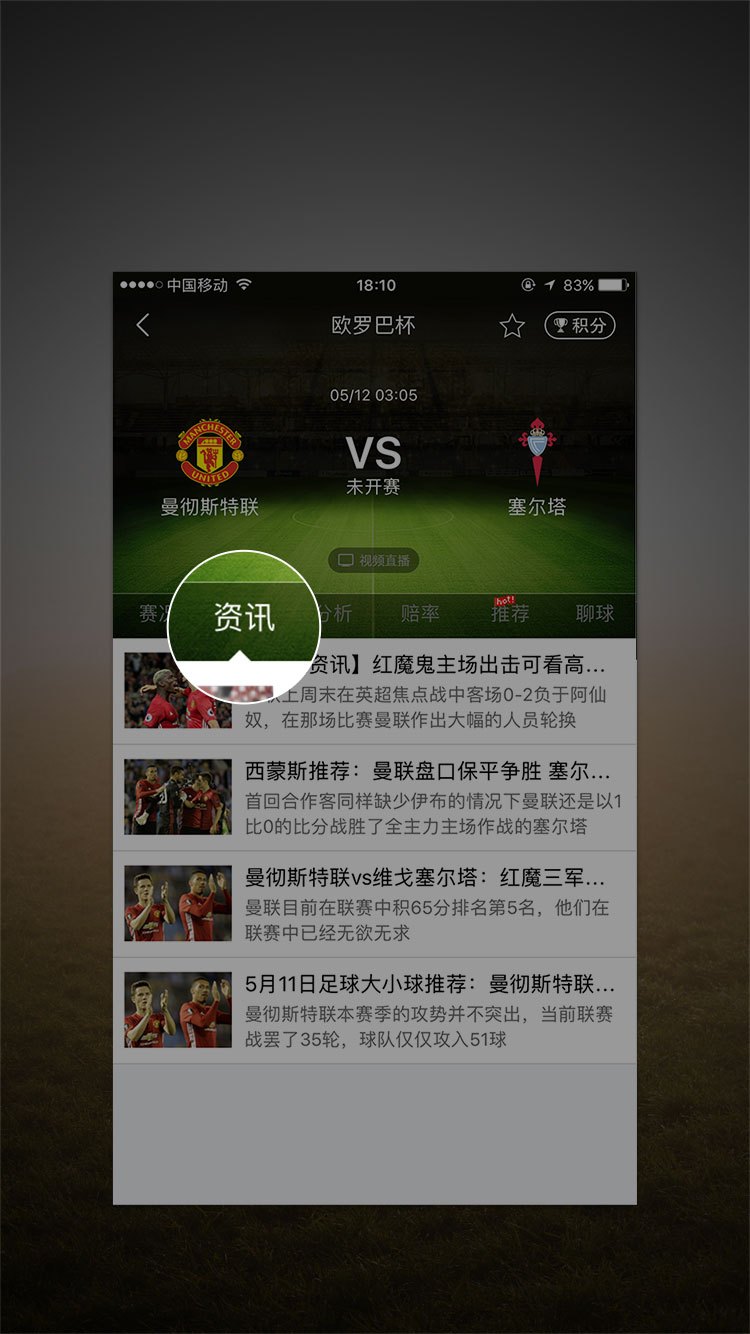 中国移动
18:10
83%
欧罗巴杯
积分
05/12 03:05
MANCHESTER
UNITED
VS
未开赛
曼彻斯特联
塞尔塔
视频直播
赛
资讯
分析
赔率
hot!
推荐
聊球
资讯】红魔鬼主场出击可看高...
上周末在英超焦点战中客场0-2负于阿仙
奴，在那场比赛曼联作出大幅的人员轮换
西蒙斯推荐：曼联盘口保平争胜 塞尔...
首回合作客同样缺少伊布的情况下曼联还是以1
比0的比分战胜了全主力主场作战的塞尔塔
曼彻斯特联vs维戈塞尔塔：红魔三军...
曼联目前在联赛中积65分排名第5名，他们在
联赛中已经无欲无求
5月11日足球大小球推荐：曼彻斯特联...
曼彻斯特联本赛季的攻势并不突出，当前联赛
战罢了35轮，球队仅仅攻入51球